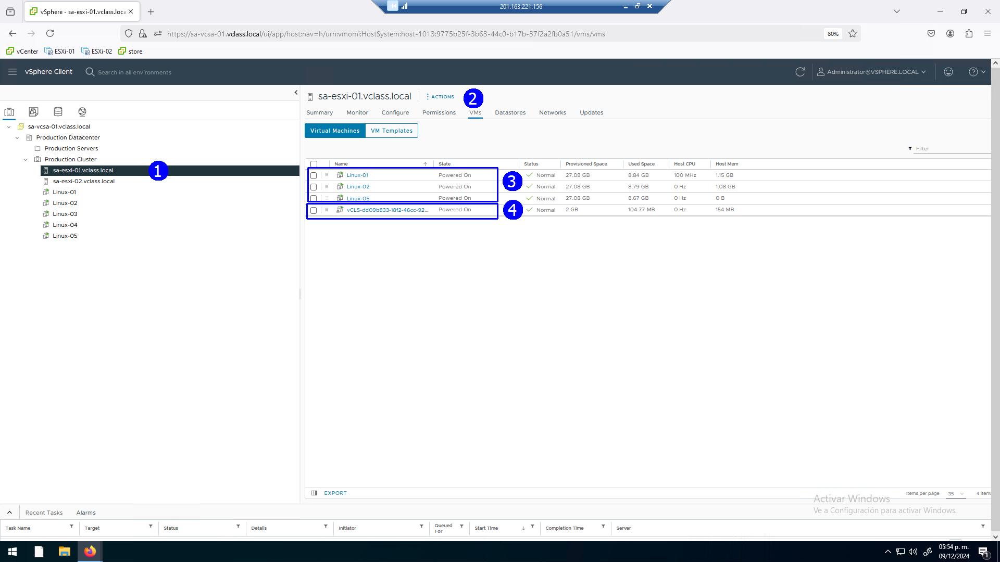 vSphere - sa-esxi-01.vclass.loca
201.163.221.156
https://sa-vcsa-01.vclass.local/ui/app/host;nav=h/urn:vmomi:HostSystem:host-1013:9775b25f-3b63-44c0-b17b-37f2a2fb0a51/vms/vms
80%
vCenter ESXi-01 ESXi-02 store
vSphere Client
Search in all environments
Administrator@VSPHERE.LOCAL
sa-vcsa-01.vclass.local
Production Datacenter
Production Servers
Production Cluster
sa-esxi-01.vclass.local
1
sa-esxi-02.vclass.local
Linux-01
Linux-02
Linux-03
Linux-04
Linux-05
sa-esxi-01.vclass.local
ACTIONS
2
Summary Monitor Configure Permissions VMs Datastores Networks Updates
Virtual Machines VM Templates
Filter
Name State Status Provisioned Space Used Space Host CPU Host Mem
Linux-01 Powered On Normal 27.08 GB 8.84 GB 100 MHz 1.15 GB
3
Linux-02 Powered On Normal 27.08 GB 8.79 GB 0 Hz 1.08 GB
Linux-05 Powered On Normal 27.08 GB 8.67 GB 0 Hz 0 B
vCLS-dd09b833-18f2-46cc-92... Powered On 4 Normal 2 GB 104.77 MB 0 Hz 154 MB
EXPORT
Items per page 35 4 items
Activar Windows
Ve a Configuración para activar Windows.
Recent Tasks Alarms
Task Name Target Status Details Initiator Queued For Start Time Completion Time Server
05:54 p. m.
09/12/2024
1